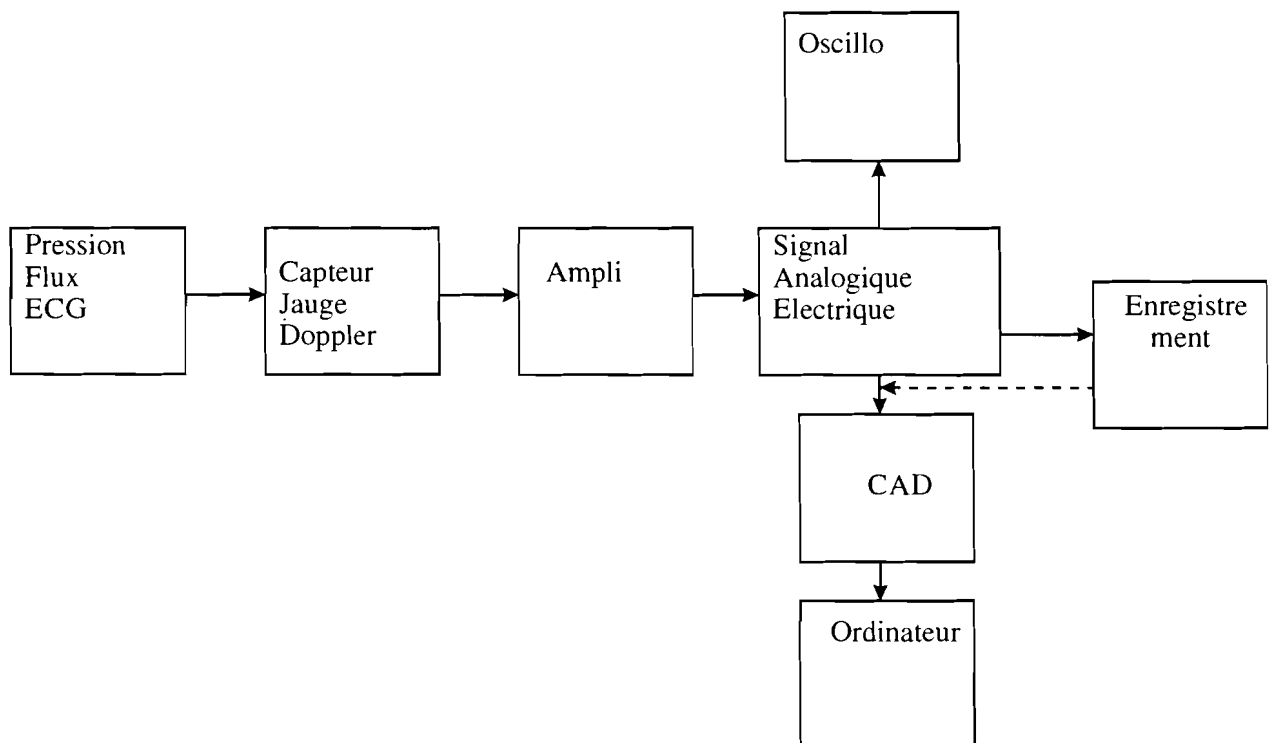 Oscillo
Pression
Flux
ECG
Capteur
Jauge
Doppler
Ampli
Signal
Analogique
Electrique
Enregistre
ment
CAD
Ordinateur